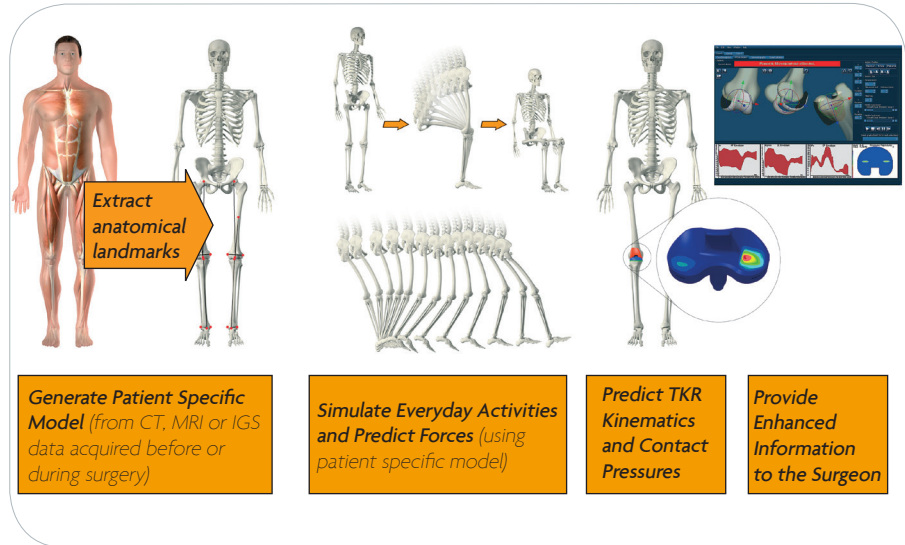 Extract
anatomical
landmarks
Generate Patient Specific
Model (from CT, MRI or IGS
data acquired before or
during surgery)
Simulate Everyday Activities
and Predict Forces (using
patient specific model)
Predict TKR
Kinematics
and Contact
Pressures
Provide
Enhanced
Information
to the Surgeon